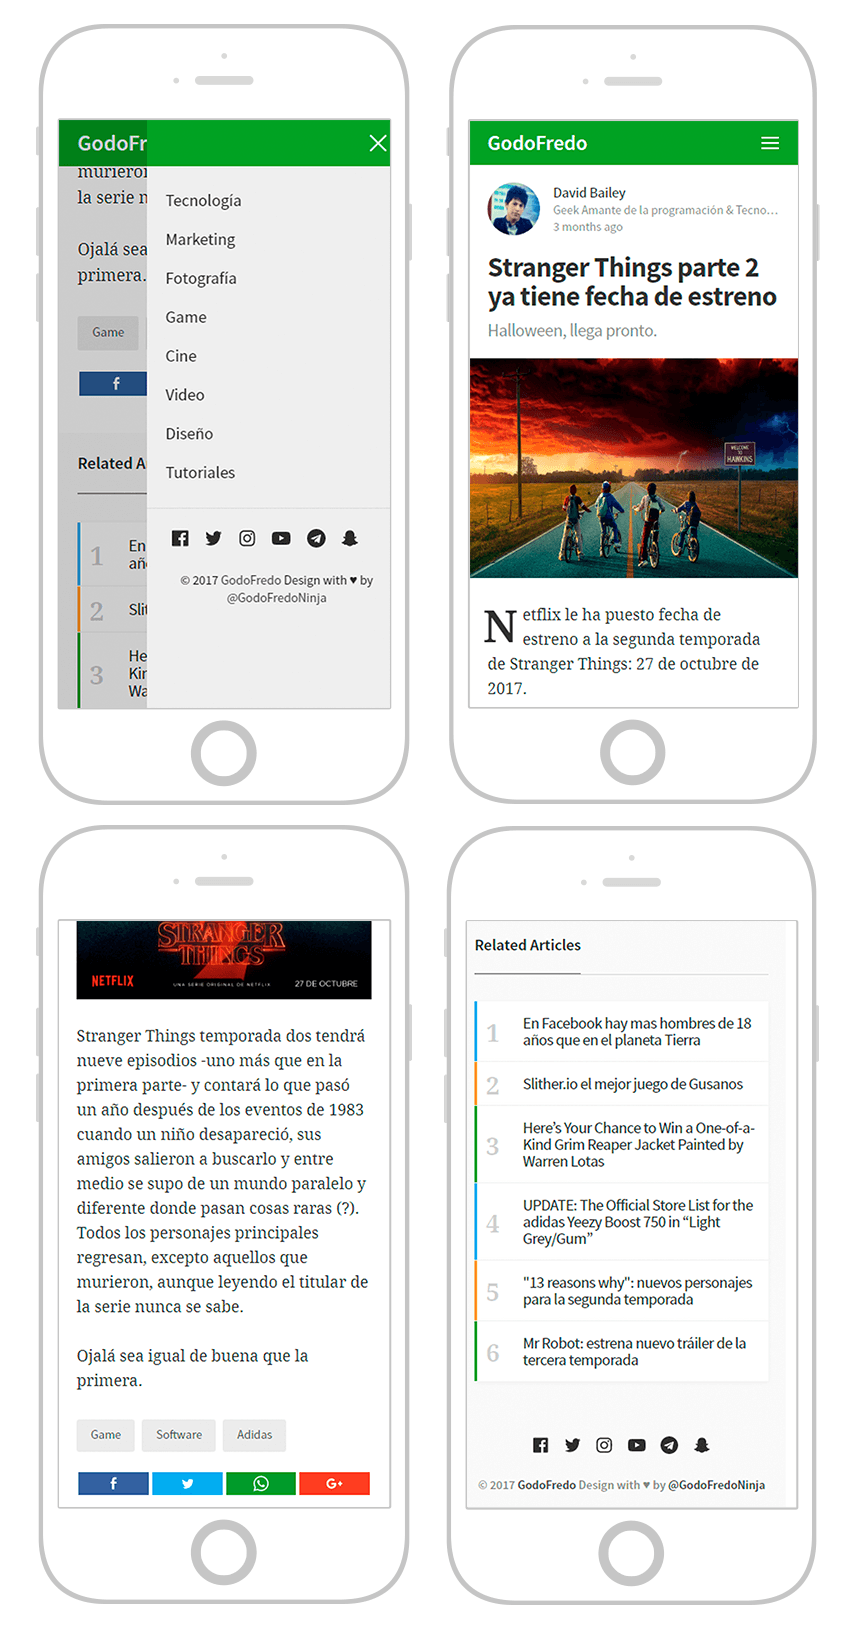 GodoFr
murieron
la serie n
Ojalá sea
primera.
Game
Related A
1
En
añ
2
Slit
3
He
Kin
Wa
Tecnología
Marketing
Fotografía
Game
Cine
Video
Diseño
Tutoriales
© 2017 GodoFredo Design with ♥ by
@GodoFredoNinja
GodoFredo
David Bailey
Geek Amante de la programación & Tecno...
3 months ago
Stranger Things parte 2
ya tiene fecha de estreno
Halloween, llega pronto.
WELCOME
TO
HAWKINS
Netflix le ha puesto fecha de
estreno a la segunda temporada
de Stranger Things: 27 de octubre de
2017.
STRANGER
THINGS
2
NETFLIX
UNA SERIE ORIGINAL DE NETFLIX
27 DE OCTUBRE
Stranger Things temporada dos tendrá
nueve episodios -uno más que en la
primera parte- y contará lo que pasó
un año después de los eventos de 1983
cuando un niño desapareció, sus
amigos salieron a buscarlo y entre
medio se supo de un mundo paralelo y
diferente donde pasan cosas raras (?).
Todos los personajes principales
regresan, excepto aquellos que
murieron, aunque leyendo el titular de
la serie nunca se sabe.
Ojalá sea igual de buena que la
primera.
Game
Software
Adidas
G+
Related Articles
1
En Facebook hay mas hombres de 18
años que en el planeta Tierra
2
Slither.io el mejor juego de Gusanos
3
Here’s Your Chance to Win a One-of-a-
Kind Grim Reaper Jacket Painted by
Warren Lotas
4
UPDATE: The Official Store List for the
adidas Yeezy Boost 750 in “Light
Grey/Gum”
5
"13 reasons why": nuevos personajes
para la segunda temporada
6
Mr Robot: estrena nuevo tráiler de la
tercera temporada
© 2017 GodoFredo Design with ♥ by @GodoFredoNinja